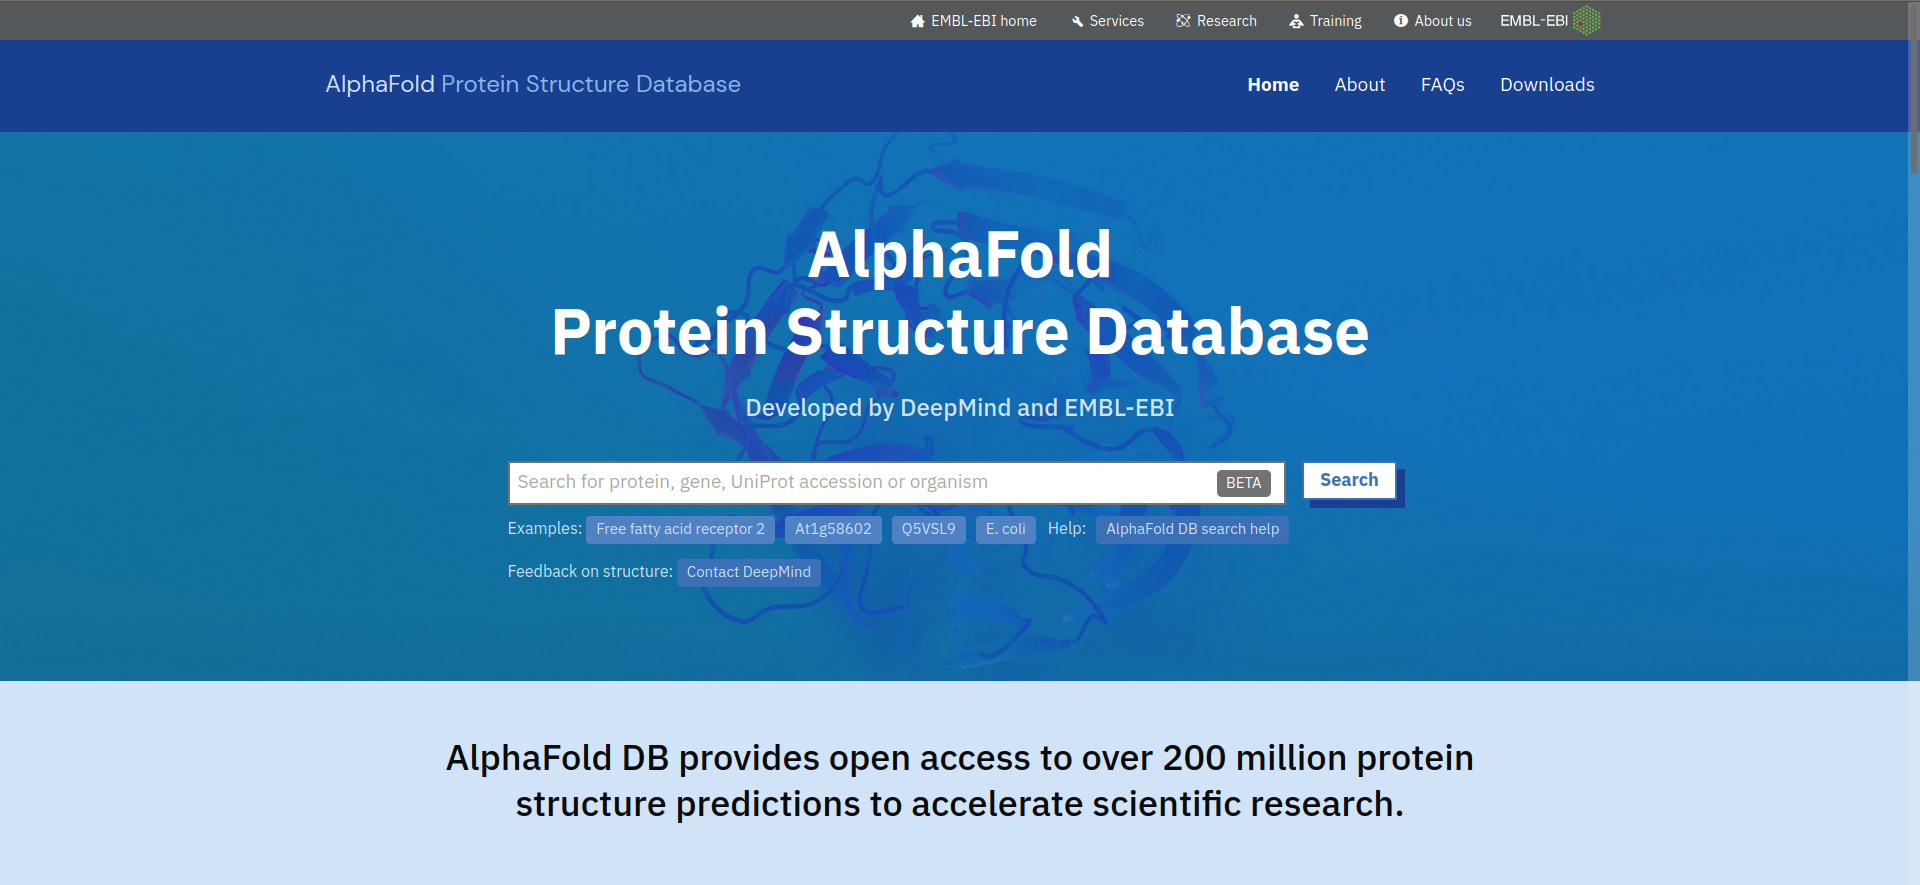 EMBL-EBI home Services Research Training About us EMBL-EBI
AlphaFold Protein Structure Database Home About FAQs Downloads
AlphaFold
Protein Structure Database
Developed by DeepMind and EMBL-EBI
Search for protein, gene, UniProt accession or organism BETA Search
Examples: Free fatty acid receptor 2 At1g58602 Q5VSL9 E. coli Help: AlphaFold DB search help
Feedback on structure: Contact DeepMind
AlphaFold DB provides open access to over 200 million protein
structure predictions to accelerate scientific research.